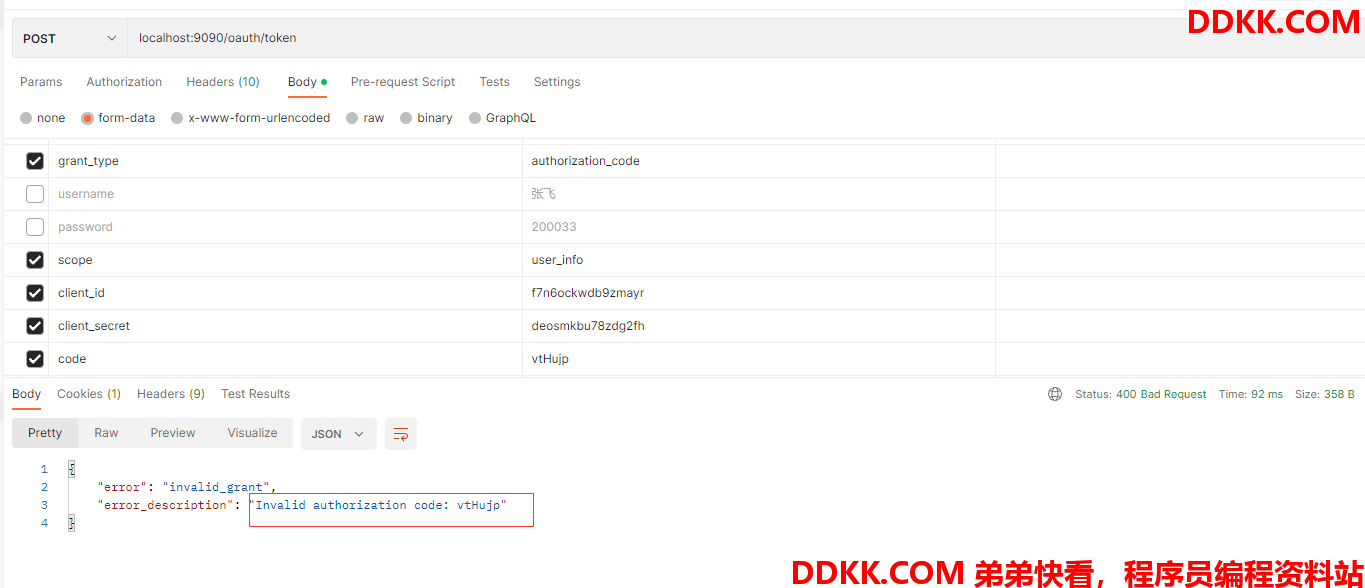 DDKK.COM
POST
localhost:9090/oauth/token
Params Authorization Headers (10) Body Pre-request Script Tests Settings
none form-data x-www-form-urlencoded raw binary GraphQL
grant_type authorization_code
username 张飞
password 200033
scope user_info
client_id f7n6ockwdb9zmayr
client_secret deosmkbu78zdg2fh
code vtHujp
Body Cookies (1) Headers (9) Test Results Status: 400 Bad Request Time: 92 ms Size: 358 B
Pretty Raw Preview Visualize JSON
1 {
2 "error": "invalid_grant",
3 "error_description": "Invalid authorization code: vtHujp"
4 }
DDKK.COM 弟弟快看，程序员编程资料站